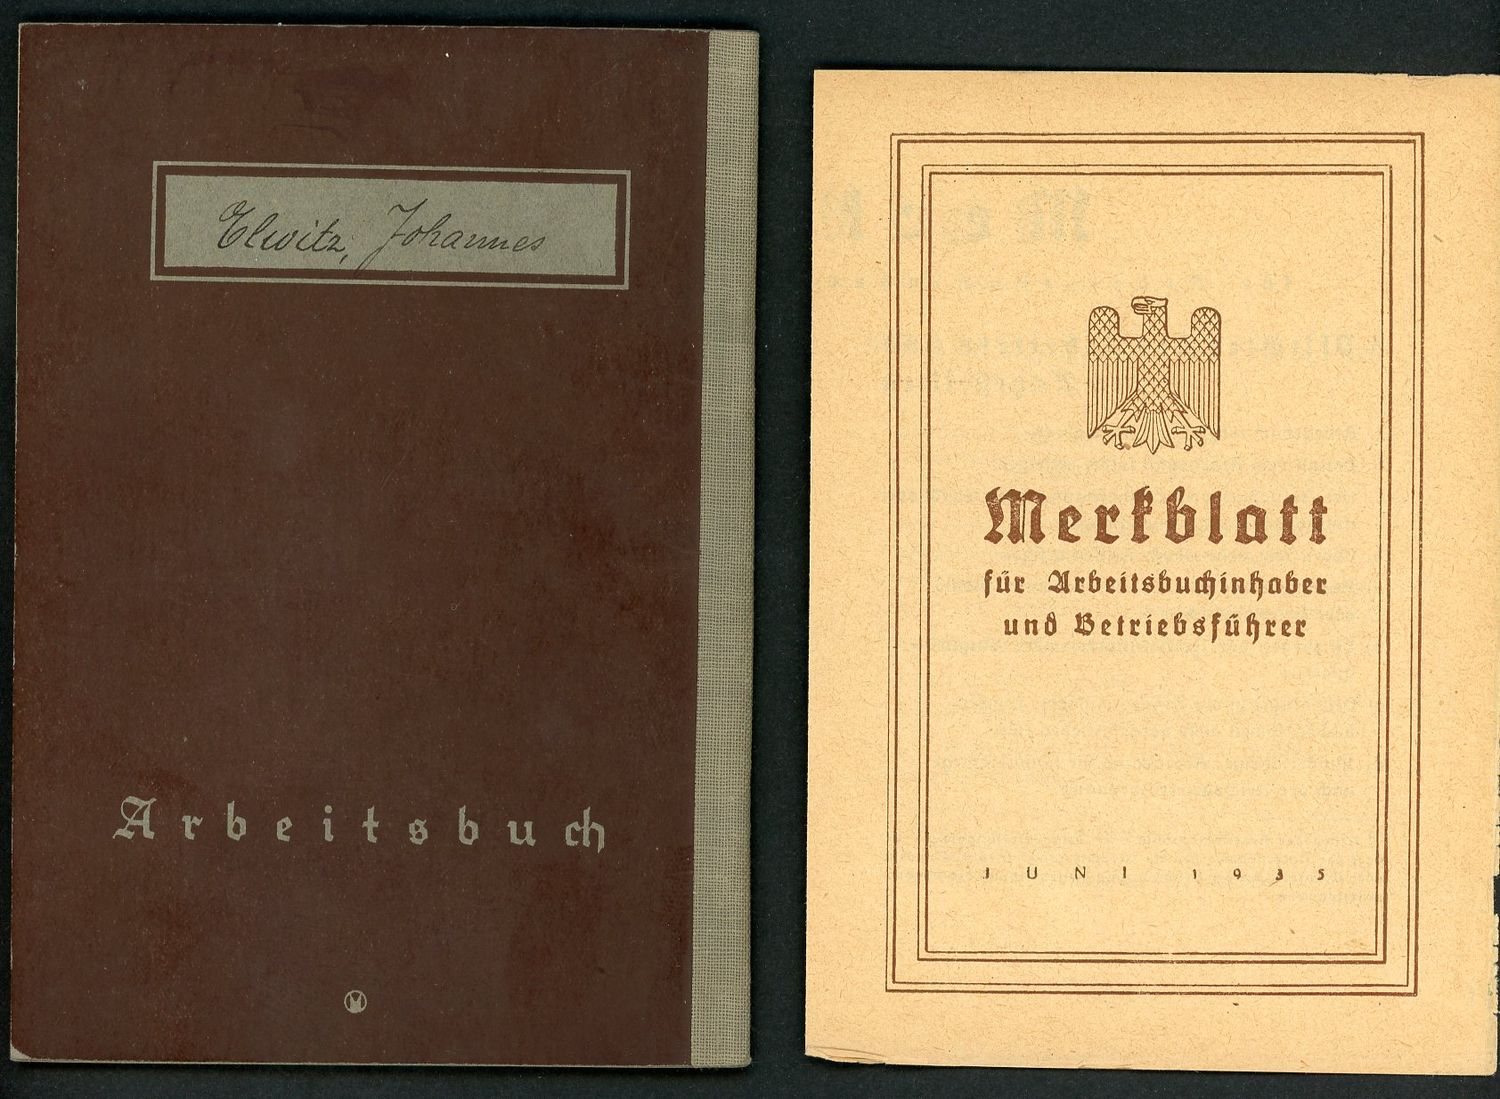 Elwitz, Johannes
Arbeitsbuch
Merkblatt
für Arbeitsbuchinhaber
und Betriebsführer
JUNI 1935